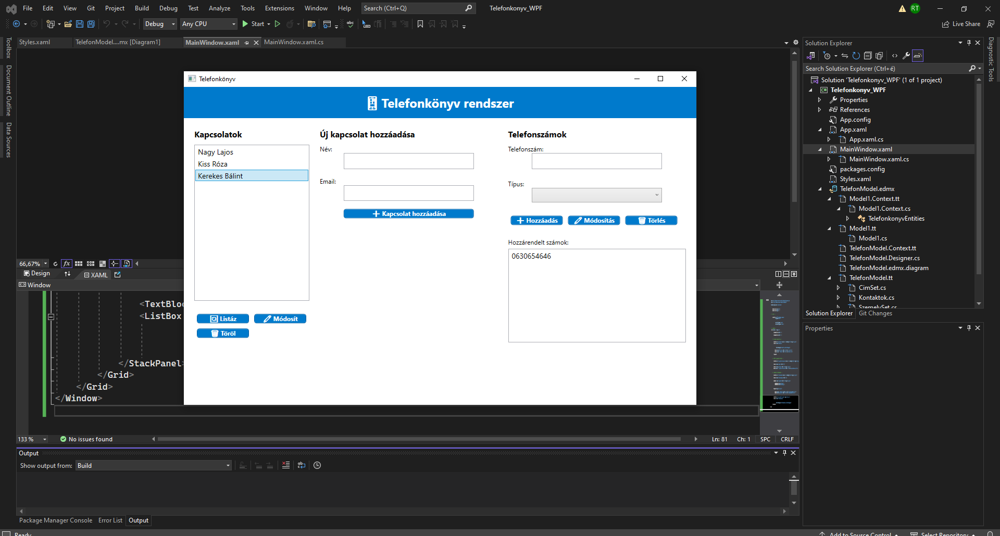 File Edit View Git Project Build Debug Test Analyze Tools Extensions Window Help Search (Ctrl+Q) Telefonkonyv_WPF RT
Debug Any CPU Start Live Share
Toolbox
Document Outline
Data Sources
Styles.xaml TelefonModel....mx [Diagram1] MainWindow.xaml MainWindow.xaml.cs
Telefonkönyv
Telefonkönyv rendszer
Kapcsolatok
Nagy Lajos
Kiss Róza
Kerekes Bálint
Listáz Módosít
Töröl
Új kapcsolat hozzáadása
Név:
Email:
Kapcsolat hozzáadása
Telefonszámok
Telefonszám:
Típus:
Hozzáadás Módosítás Törlés
Hozzárendelt számok:
0630654646
66,67%
Design XAML
Window
<TextBloc
<ListBox
</StackPanel>
</Grid>
</Grid>
</Window>
133 % No issues found Ln: 81 Ch: 1 SPC CRLF
Output
Show output from: Build
Package Manager Console Error List Output
Ready Add to Source Control Select Repository
Solution Explorer
Search Solution Explorer (Ctrl+é)
Solution 'Telefonkonyv_WPF' (1 of 1 project)
C# Telefonkonyv_WPF
Properties
References
App.config
App.xaml
App.xaml.cs
MainWindow.xaml
MainWindow.xaml.cs
packages.config
Styles.xaml
TelefonModel.edmx
Model1.Context.tt
Model1.Context.cs
TelefonkonyvEntities
Model1.tt
Model1.cs
TelefonModel.Context.tt
TelefonModel.Designer.cs
TelefonModel.edmx.diagram
TelefonModel.tt
CimSet.cs
Kontaktok.cs
SzemelySet.cs
Solution Explorer Git Changes
Properties
Diagnostic Tools